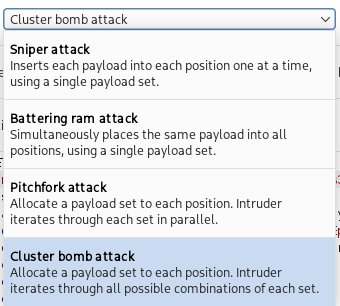 Cluster bomb attack
Sniper attack
Inserts each payload into each position one at a time,
using a single payload set.
Battering ram attack
Simultaneously places the same payload into all
positions, using a single payload set.
Pitchfork attack
Allocate a payload set to each position. Intruder
iterates through each set in parallel.
Cluster bomb attack
Allocate a payload set to each position. Intruder
iterates through all possible combinations of each set.